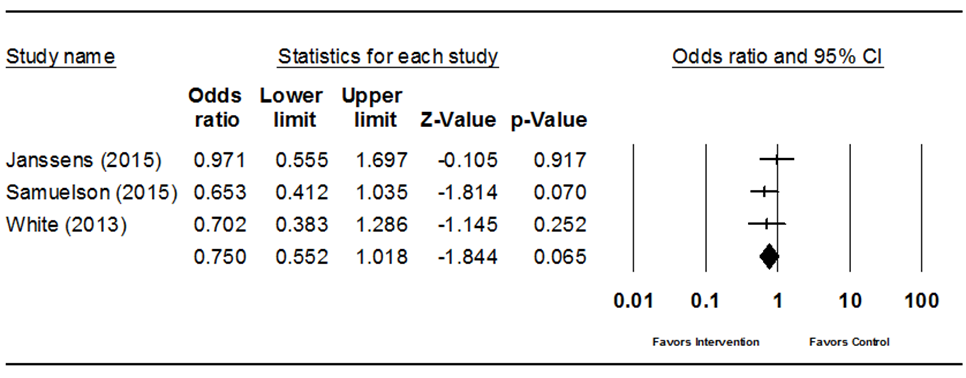 Study name Statistics for each study Odds ratio and 95% CI
Odds Lower Upper
ratio limit limit Z-Value p-Value
Janssens (2015) 0.971 0.555 1.697 -0.105 0.917
Samuelson (2015) 0.653 0.412 1.035 -1.814 0.070
White (2013) 0.702 0.383 1.286 -1.145 0.252
0.750 0.552 1.018 -1.844 0.065
0.01 0.1 1 10 100
Favors Intervention Favors Control